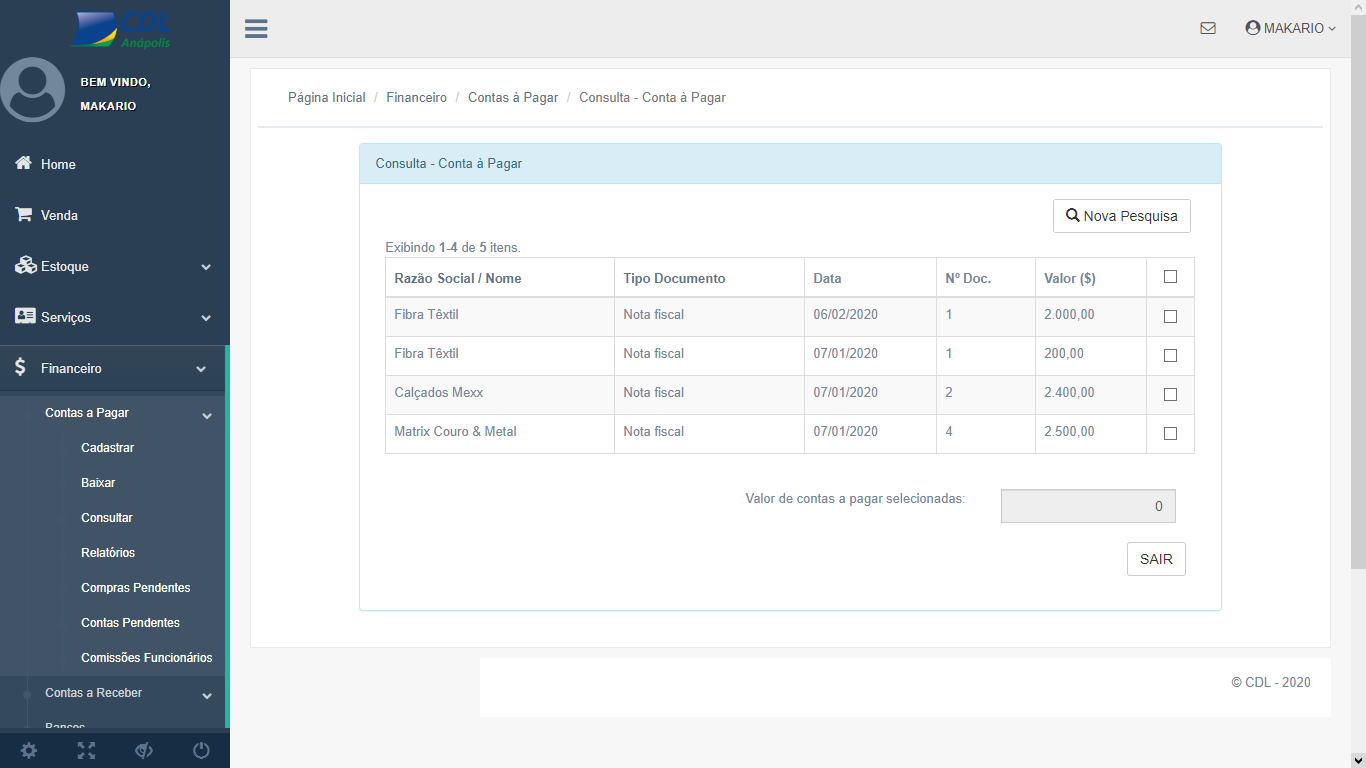 CDL
Anápolis
BEM VINDO,
MAKARIO
Home
Venda
Estoque
Serviços
Financeiro
Contas a Pagar
Cadastrar
Baixar
Consultar
Relatórios
Compras Pendentes
Contas Pendentes
Comissões Funcionários
Contas a Receber
Bancos
MAKARIO
Página Inicial / Financeiro / Contas à Pagar / Consulta - Conta à Pagar
Consulta - Conta à Pagar
Nova Pesquisa
Exibindo 1-4 de 5 itens.
Razão Social / Nome Tipo Documento Data Nº Doc. Valor ($)
Fibra Têxtil Nota fiscal 06/02/2020 1 2.000,00
Fibra Têxtil Nota fiscal 07/01/2020 1 200,00
Calçados Mexx Nota fiscal 07/01/2020 2 2.400,00
Matrix Couro & Metal Nota fiscal 07/01/2020 4 2.500,00
Valor de contas a pagar selecionadas: 0
SAIR
© CDL - 2020